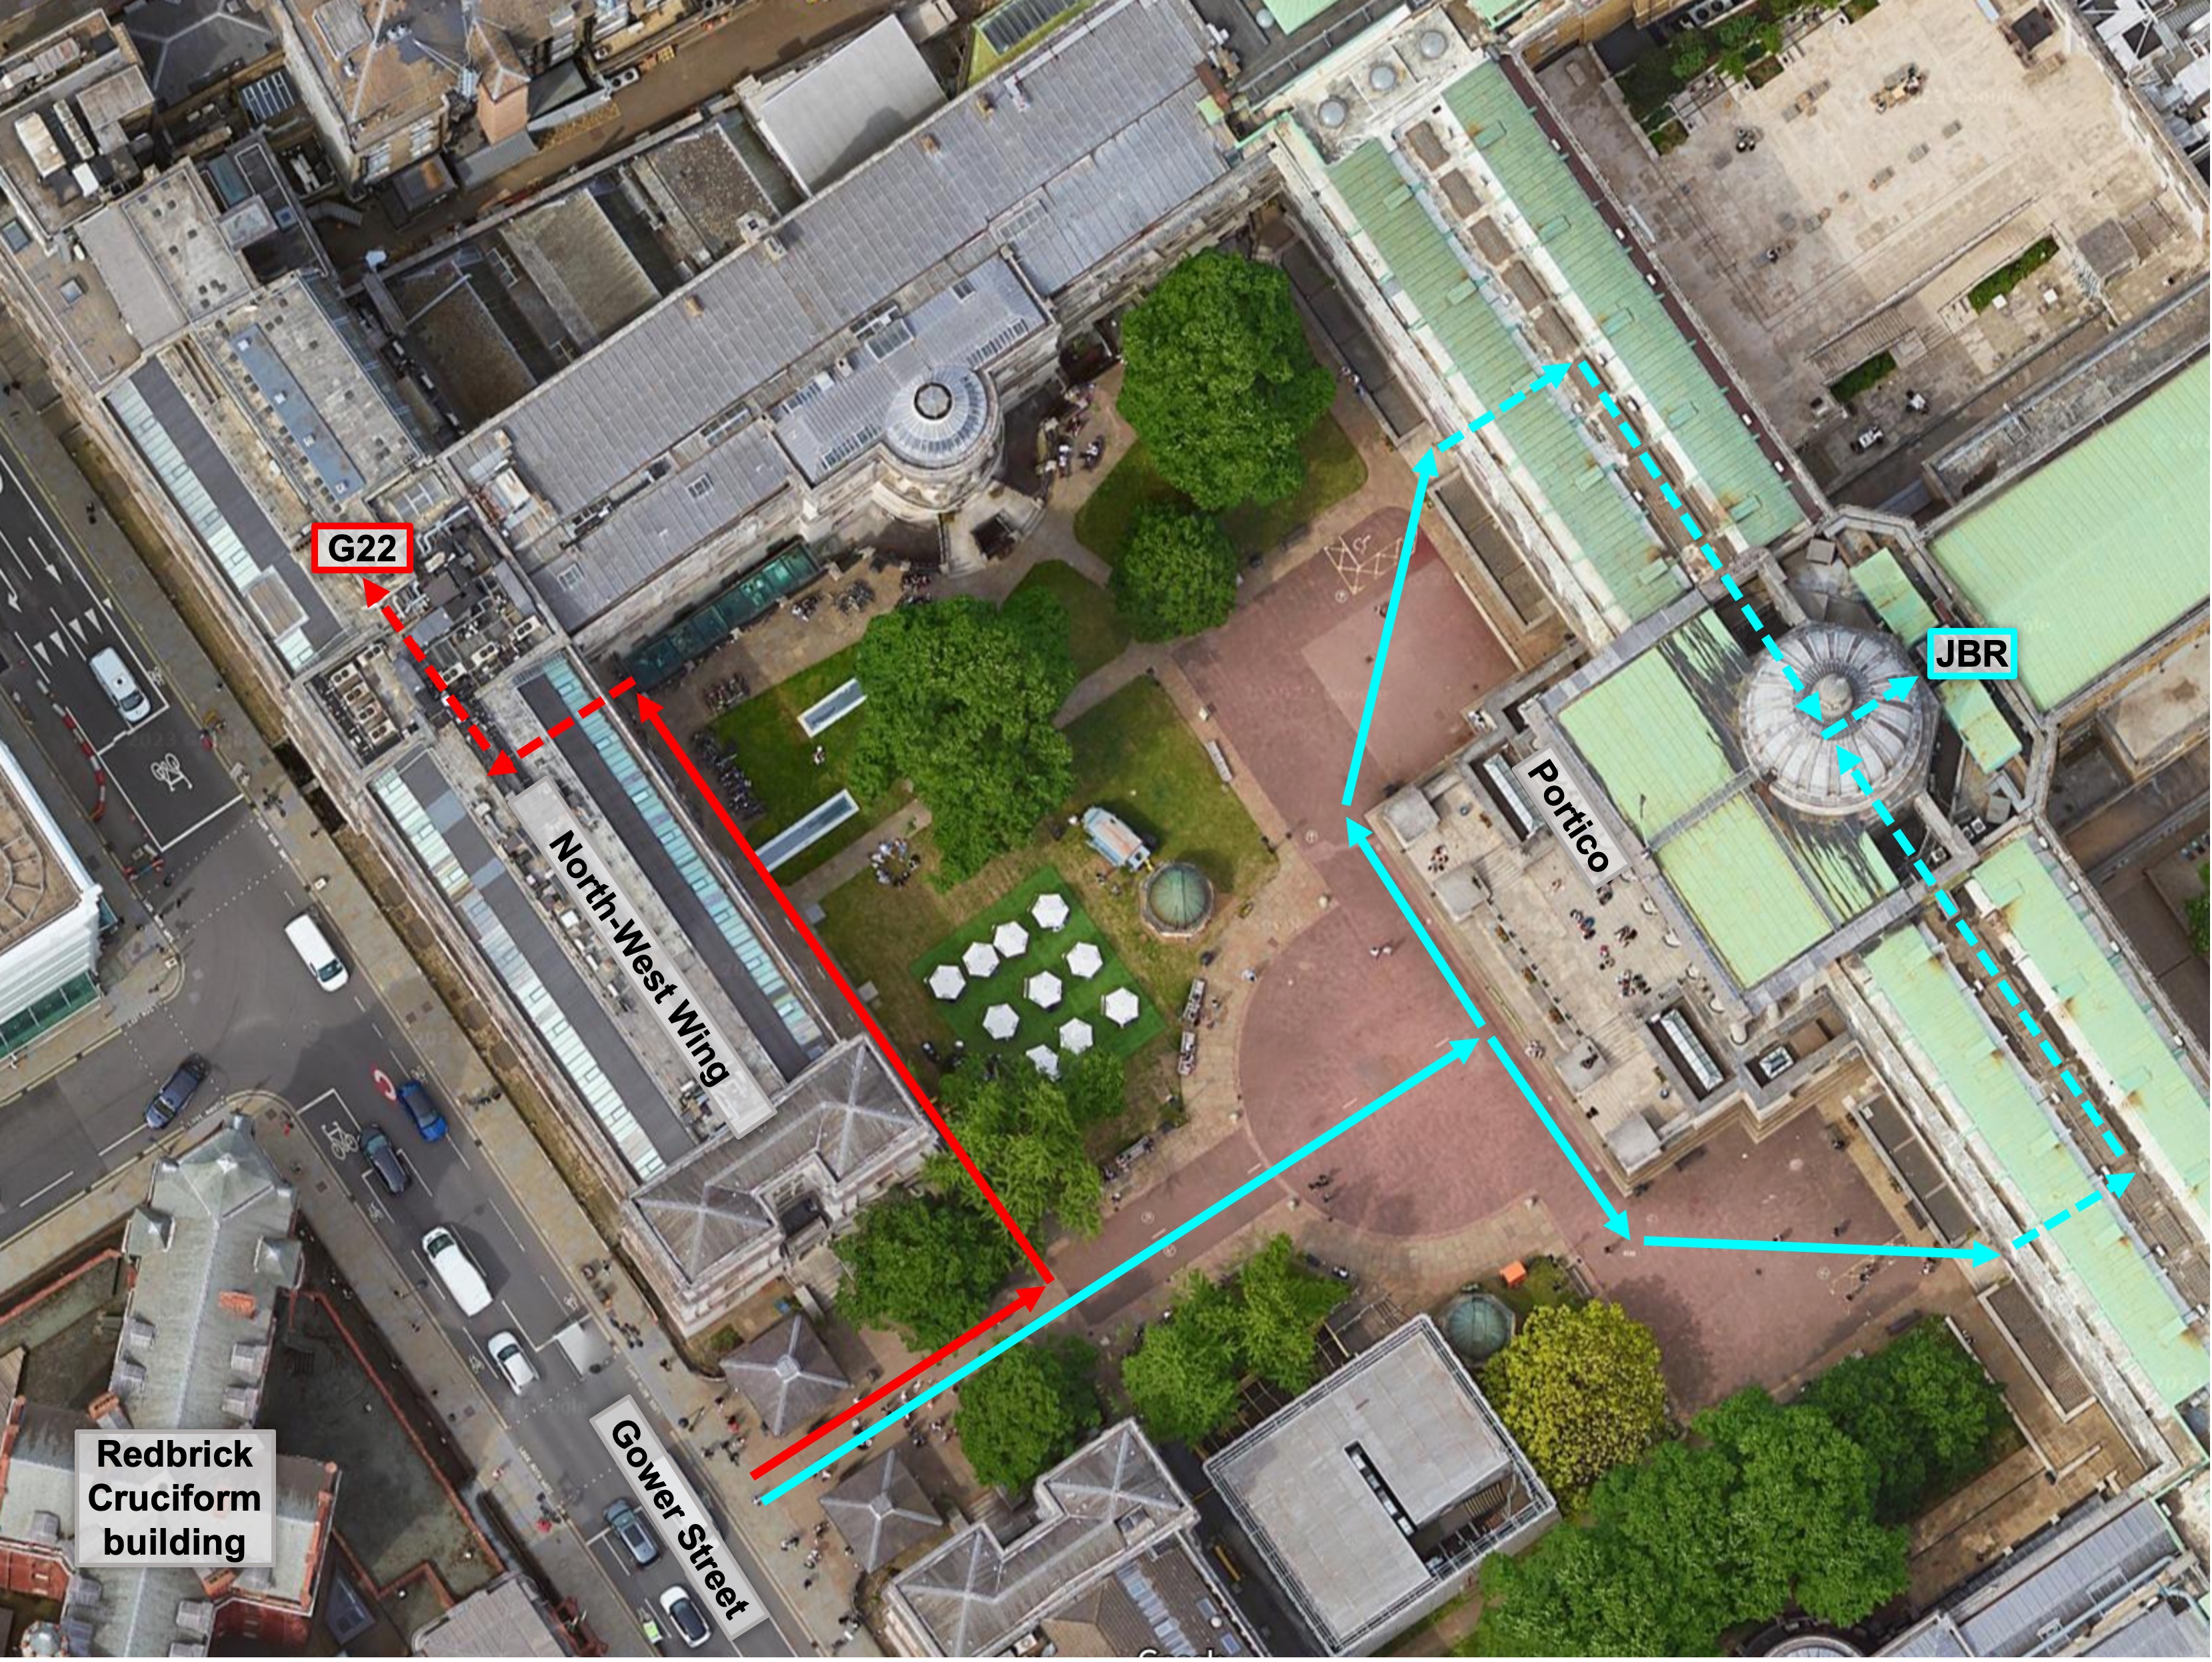 G22
JBR
Portico
North-West Wing
Redbrick
Cruciform
building
Gower Street